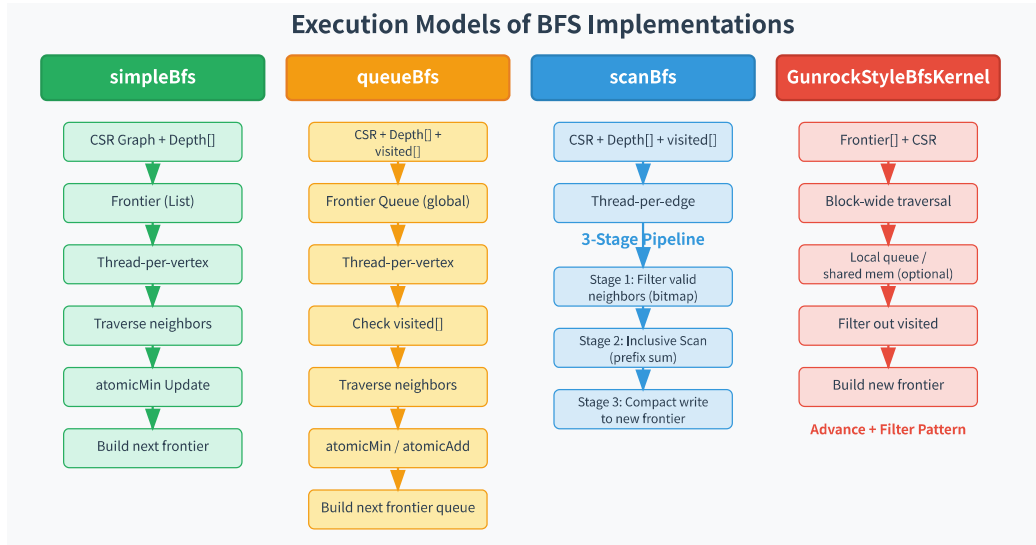 Execution Models of BFS Implementations
simpleBfs
CSR Graph + Depth[]
Frontier (List)
Thread-per-vertex
Traverse neighbors
atomicMin Update
Build next frontier
queueBfs
CSR + Depth[] +
visited[]
Frontier Queue (global)
Thread-per-vertex
Check visited[]
Traverse neighbors
atomicMin / atomicAdd
Build next frontier queue
scanBfs
CSR + Depth[] + visited[]
Thread-per-edge
3-Stage Pipeline
Stage 1: Filter valid
neighbors (bitmap)
Stage 2: Inclusive Scan
(prefix sum)
Stage 3: Compact write
to new frontier
GunrockStyleBfsKernel
Frontier[] + CSR
Block-wide traversal
Local queue /
shared mem (optional)
Filter out visited
Build new frontier
Advance + Filter Pattern